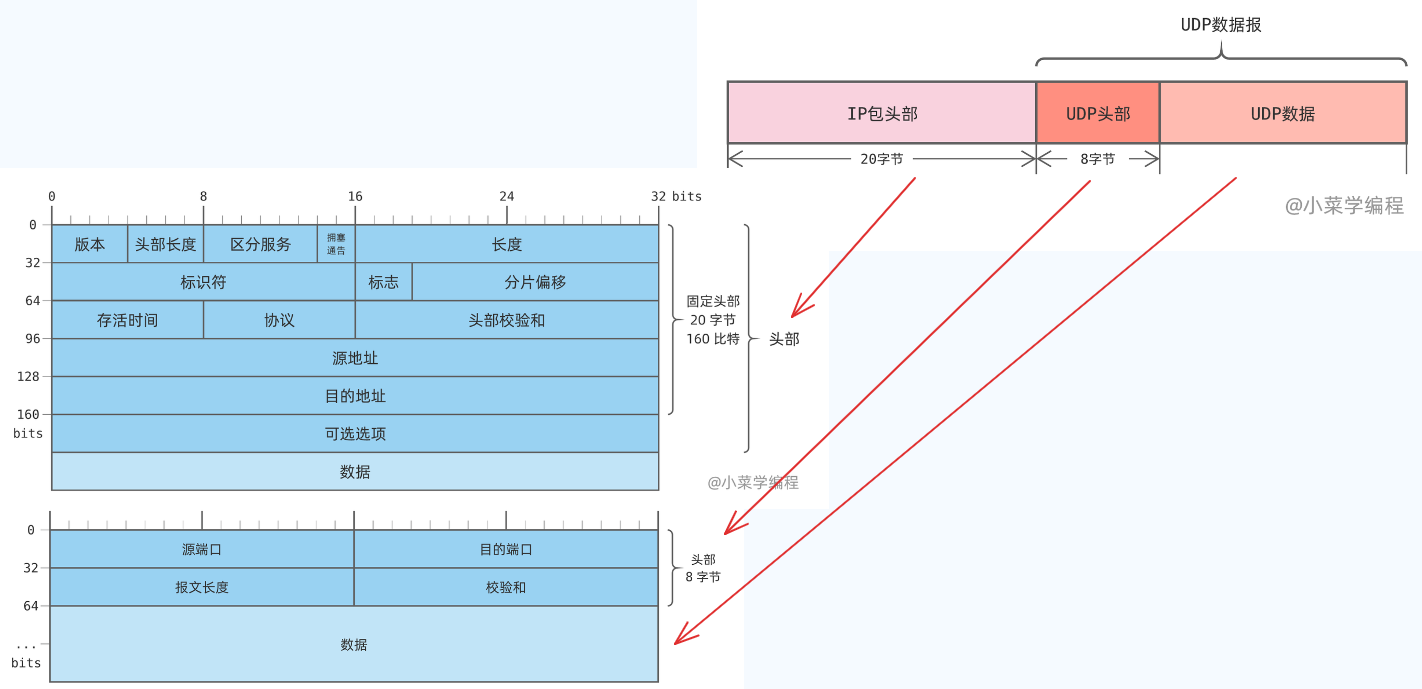 UDP数据报
IP包头部 UDP头部 UDP数据
20字节 8字节
@小菜学编程
0 8 16 24 32 bits
0 版本 头部长度 区分服务 拥塞通告 长度
32 标识符 标志 分片偏移
64 存活时间 协议 头部校验和
96 源地址
128 目的地址
160 bits 可选选项
数据
固定头部
20 字节
160 比特
头部
@小菜学编程
0 源端口 目的端口
32 报文长度 校验和
64
... 数据
bits
头部
8 字节